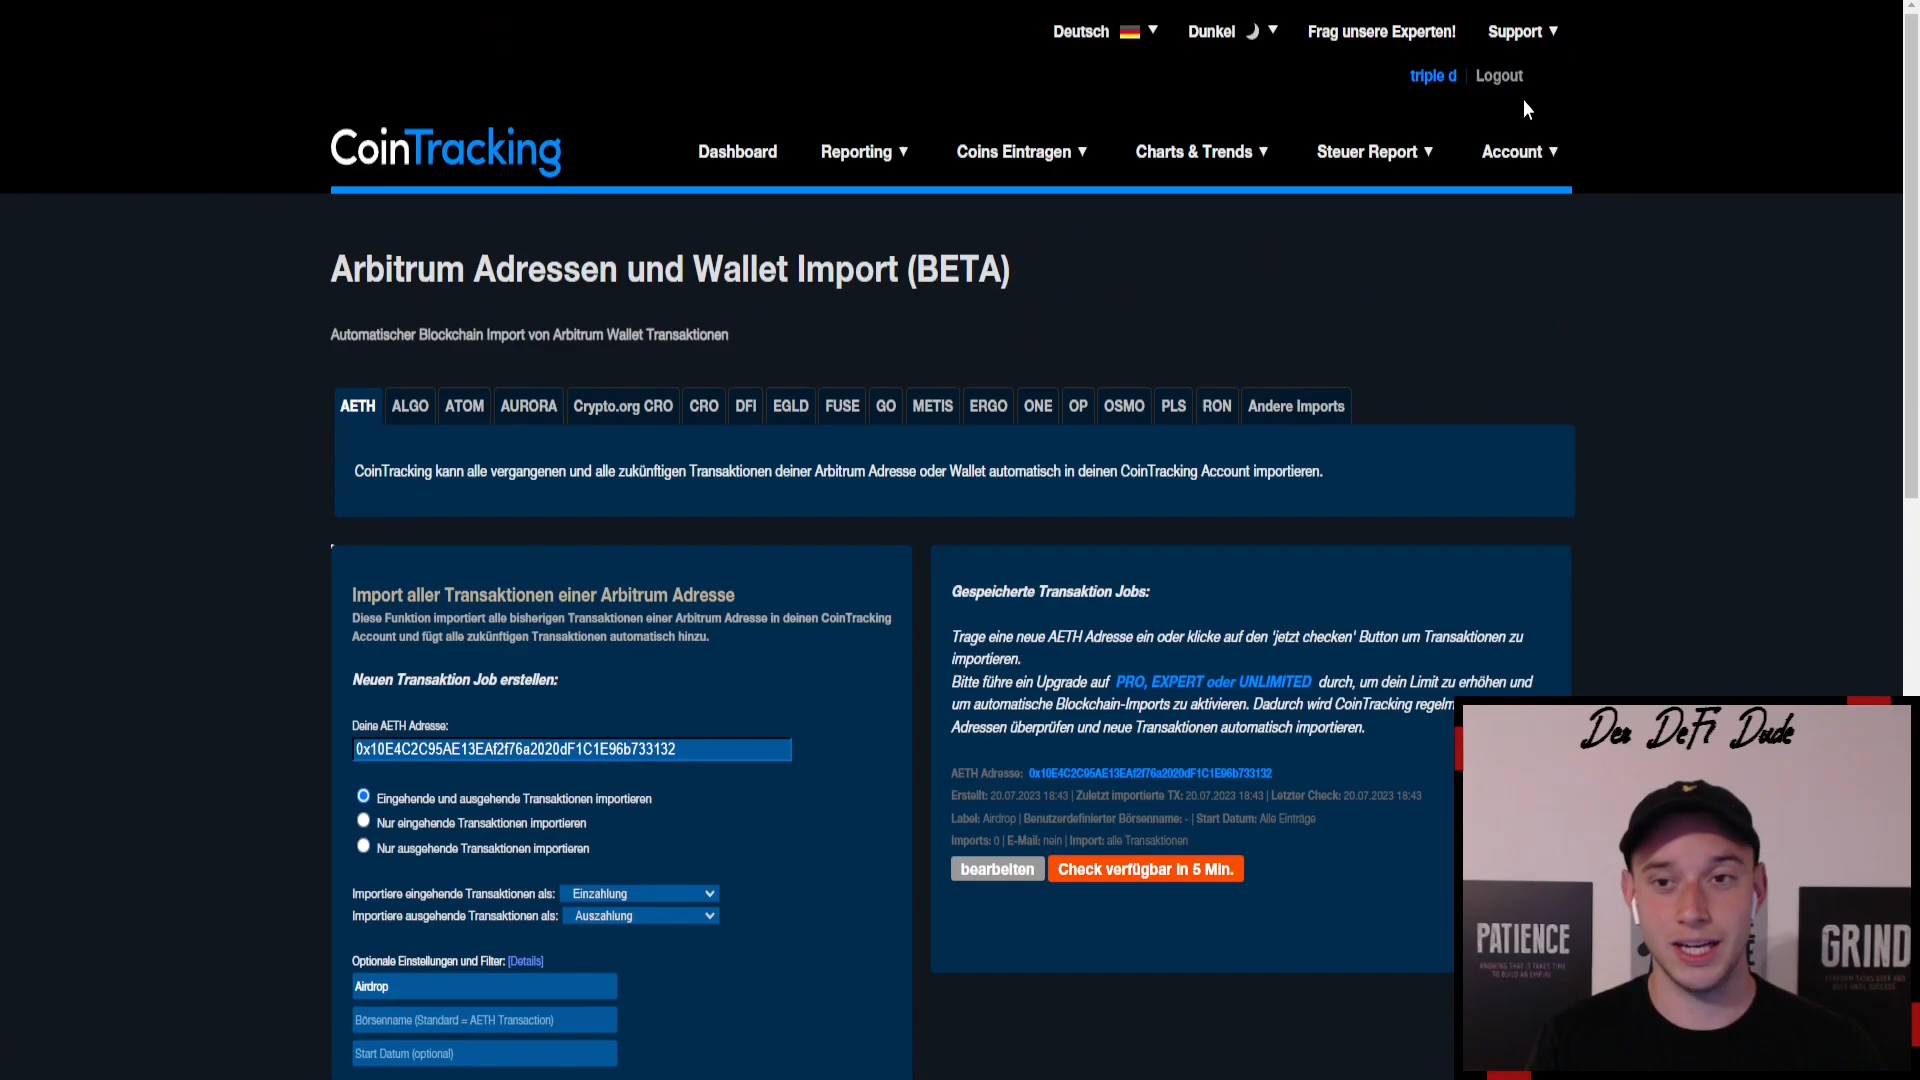 Deutsch ▼ Dunkel ▼ Frag unsere Experten! Support ▼
triple d | Logout
CoinTracking
Dashboard Reporting ▼ Coins Eintragen ▼ Charts & Trends ▼ Steuer Report ▼ Account ▼
Arbitrum Adressen und Wallet Import (BETA)
Automatischer Blockchain Import von Arbitrum Wallet Transaktionen
AETH ALGO ATOM AURORA Crypto.org CRO CRO DFI EGLD FUSE GO METIS ERGO ONE OP OSMO PLS RON Andere Imports
CoinTracking kann alle vergangenen und alle zukünftigen Transaktionen deiner Arbitrum Adresse oder Wallet automatisch in deinen CoinTracking Account importieren.
Import aller Transaktionen einer Arbitrum Adresse
Diese Funktion importiert alle bisherigen Transaktionen einer Arbitrum Adresse in deinen CoinTracking
Account und fügt alle zukünftigen Transaktionen automatisch hinzu.
Neuen Transaktion Job erstellen:
Deine AETH Adresse:
0x10E4C2C95AE13EAf2f76a2020dF1C1E96b733132
Eingehende und ausgehende Transaktionen importieren
Nur eingehende Transaktionen importieren
Nur ausgehende Transaktionen importieren
Importiere eingehende Transaktionen als: Einzahlung
Importiere ausgehende Transaktionen als: Auszahlung
Optionale Einstellungen und Filter: [Details]
Airdrop
Börsenname (Standard = AETH Transaction)
Start Datum (optional)
Gespeicherte Transaktion Jobs:
Trage eine neue AETH Adresse ein oder klicke auf den 'jetzt checken' Button um Transaktionen zu
importieren.
Bitte führe ein Upgrade auf PRO, EXPERT oder UNLIMITED durch, um dein Limit zu erhöhen und
um automatische Blockchain-Imports zu aktivieren. Dadurch wird CoinTracking regelm
Adressen überprüfen und neue Transaktionen automatisch importieren.
AETH Adresse: 0x10E4C2C95AE13EAf2f76a2020dF1C1E96b733132
Erstellt: 20.07.2023 18:43 | Zuletzt importierte TX: 20.07.2023 18:43 | Letzter Check: 20.07.2023 18:43
Label: Airdrop | Benutzerdefinierter Börsenname: - | Start Datum: Alle Einträge
Imports: 0 | E-Mail: nein | Import: alle Transaktionen
bearbeiten Check verfügbar in 5 Min.
Der DeFi Dude
PATIENCE
KNOWING THAT IT TAKES TIME
TO BUILD AN EMPIRE
GRIND